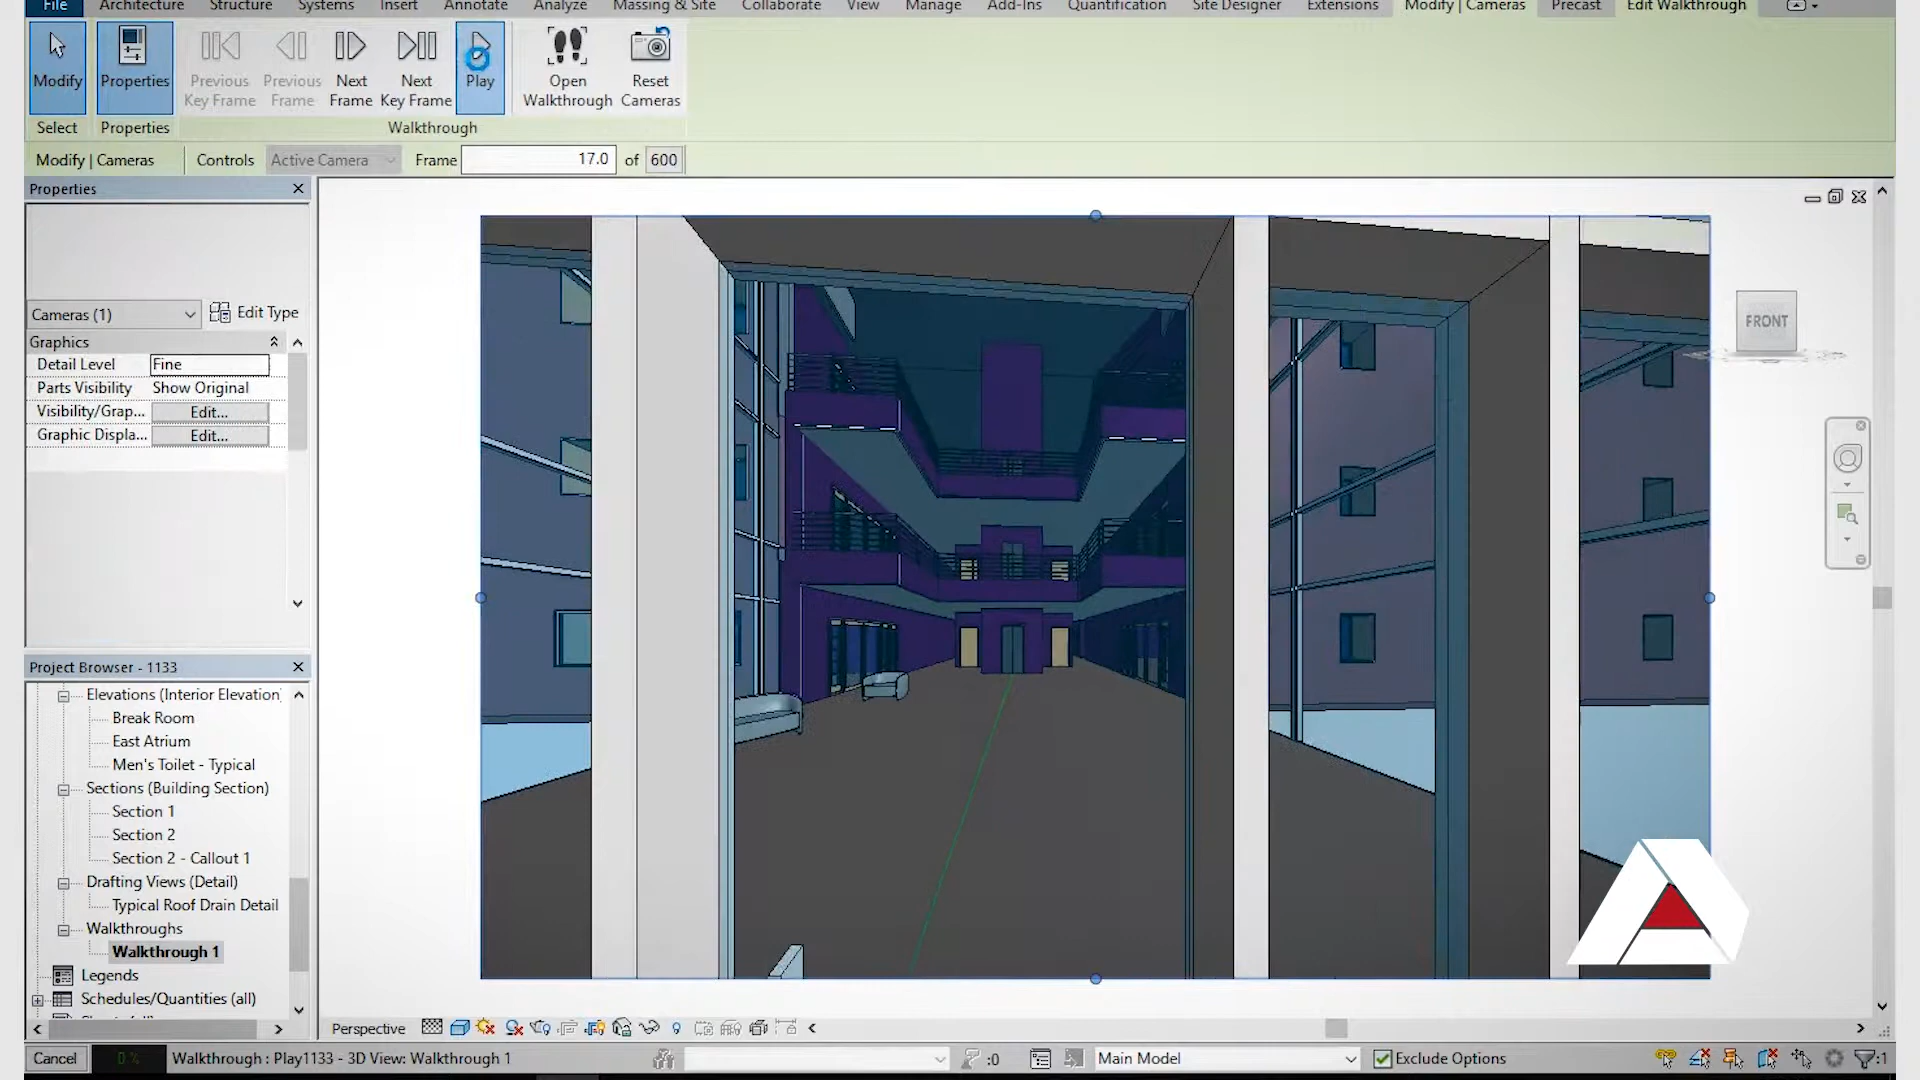 File Architecture Structure Systems Insert Annotate Analyze Massing & Site Collaborate View Manage Add-Ins Quantification Site Designer Extensions Modify | Cameras Precast Edit Walkthrough
Modify Properties Previous Key Frame Previous Frame Next Frame Next Key Frame Play Open Walkthrough Reset Cameras
Select Properties Walkthrough
Modify | Cameras Controls Active Camera Frame 17.0 of 600
Properties
Cameras (1) Edit Type
Graphics
Detail Level Fine
Parts Visibility Show Original
Visibility/Grap... Edit...
Graphic Displa... Edit...
FRONT
Project Browser - 1133
Elevations (Interior Elevation)
Break Room
East Atrium
Men's Toilet - Typical
Sections (Building Section)
Section 1
Section 2
Section 2 - Callout 1
Drafting Views (Detail)
Typical Roof Drain Detail
Walkthroughs
Walkthrough 1
Legends
Schedules/Quantities (all)
Perspective
Cancel 0 % Walkthrough : Play1133 - 3D View: Walkthrough 1 :0 Main Model Exclude Options :1